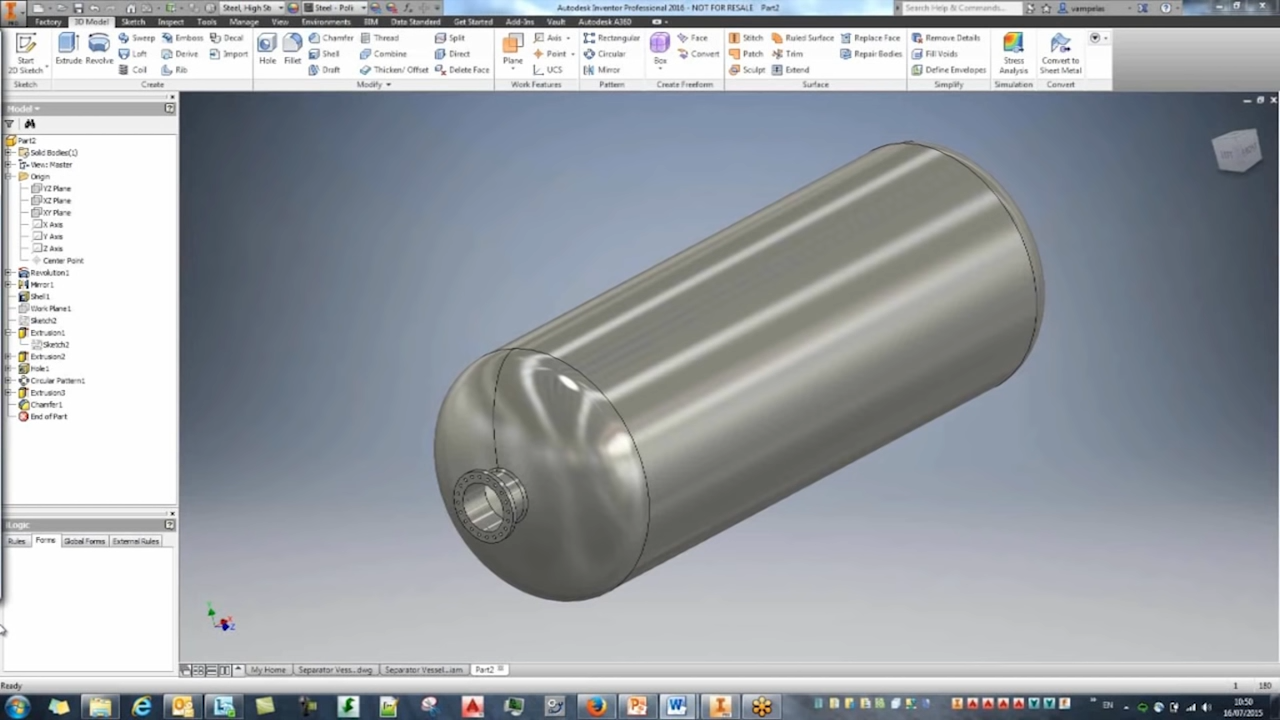 Steel, High St
Steel - Poli
Autodesk Inventor Professional 2016 - NOT FOR RESALE Part2
Search Help & Commands...
vampelas
Factory 3D Model Sketch Inspect Tools Manage View Environments BIM Data Standard Get Started Add-Ins Vault Autodesk A360
Start
2D Sketch
Sketch
Extrude
Revolve
Sweep
Emboss
Decal
Loft
Derive
Import
Coil
Rib
Create
Hole
Fillet
Chamfer
Thread
Split
Shell
Combine
Direct
Draft
Thicken/ Offset
Delete Face
Modify
Plane
Axis
Point
UCS
Work Features
Rectangular
Circular
Mirror
Pattern
Box
Face
Convert
Create Freeform
Stitch
Ruled Surface
Replace Face
Patch
Trim
Repair Bodies
Sculpt
Extend
Surface
Remove Details
Fill Voids
Define Envelopes
Simplify
Stress
Analysis
Simulation
Convert to
Sheet Metal
Convert
Model
Part2
Solid Bodies(1)
View: Master
Origin
YZ Plane
XZ Plane
XY Plane
X Axis
Y Axis
Z Axis
Center Point
Revolution1
Mirror1
Shell1
Work Plane1
Sketch2
Extrusion1
Sketch2
Extrusion2
Hole1
Circular Pattern1
Extrusion3
Chamfer1
End of Part
iLogic
Rules Forms Global Forms External Rules
My Home Separator Vess...dwg Separator Vessel.iam Part2
Ready
1 180
EN
10:50
16/07/2015